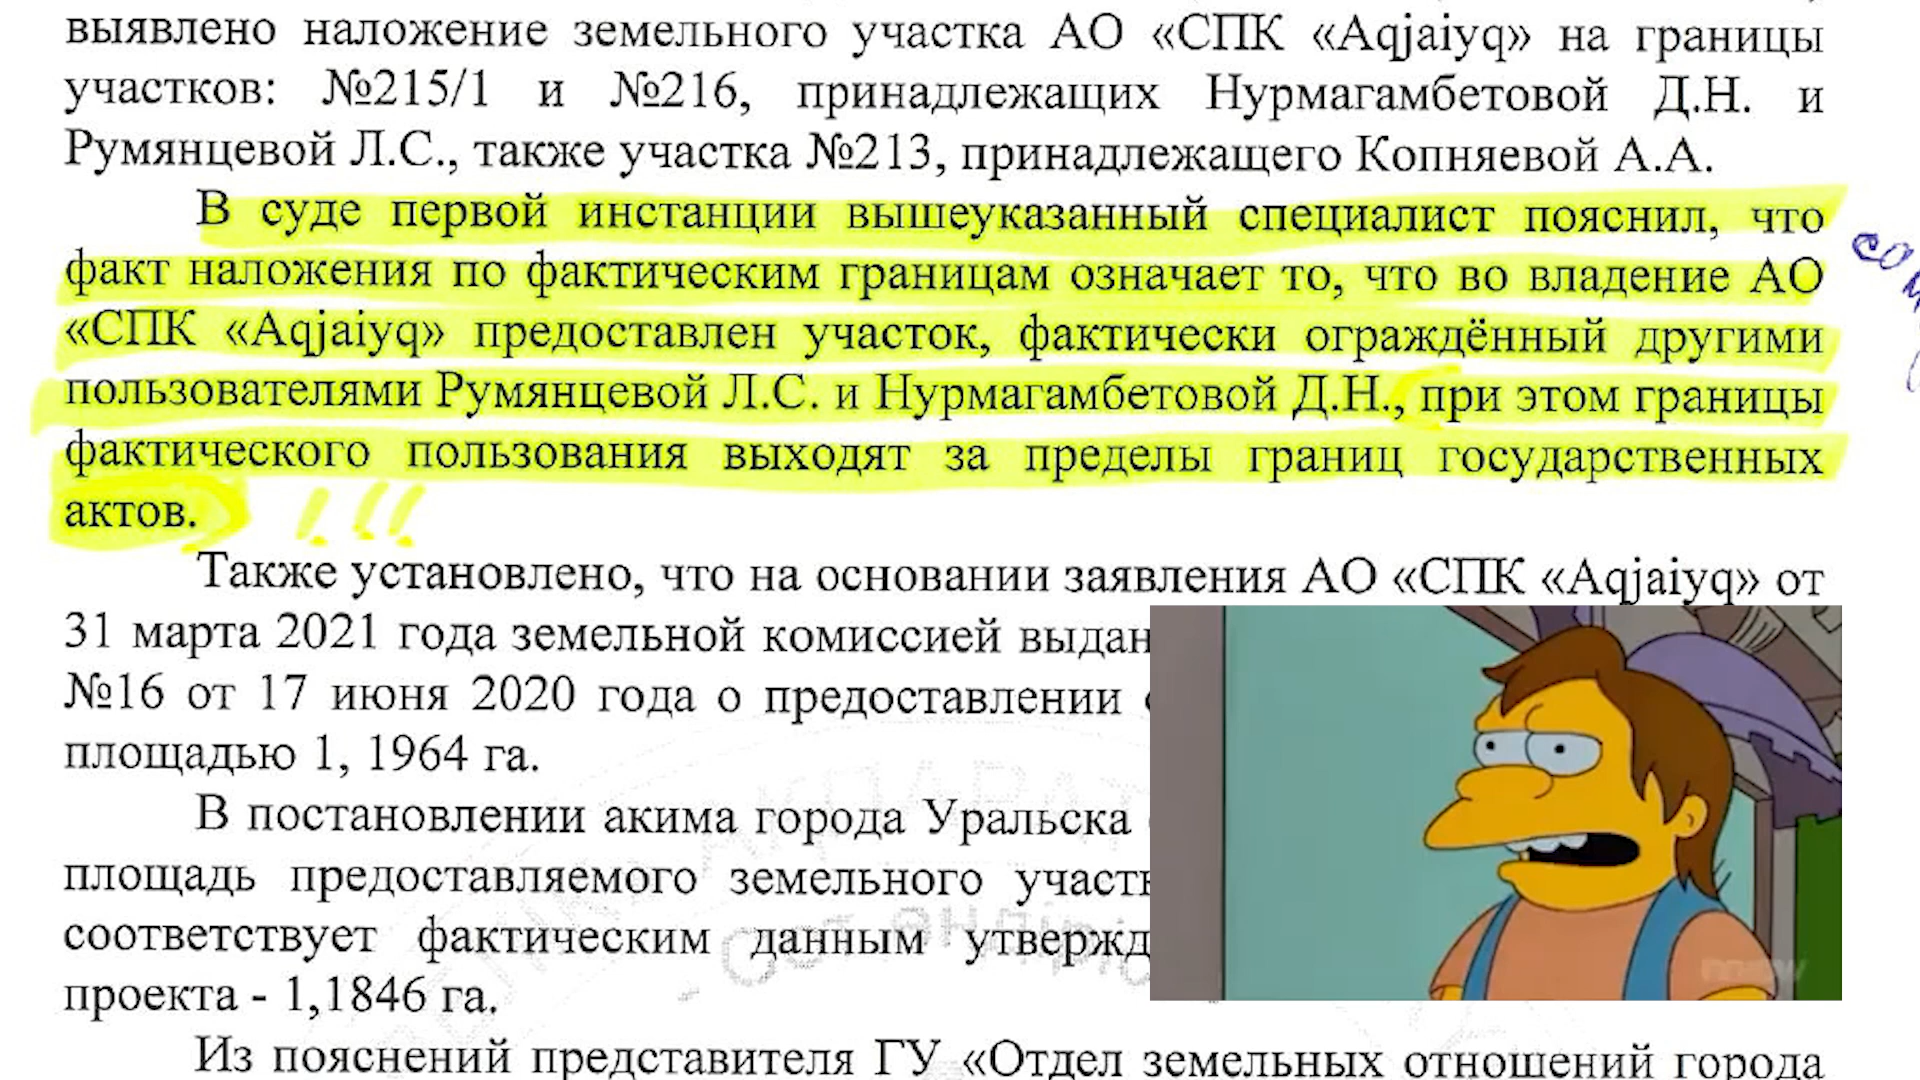 выявлено наложение земельного участка АО «СПК «Aqjaiyq» на границы
участков: №215/1 и №216, принадлежащих Нурмагамбетовой Д.Н. и
Румянцевой Л.С., также участка №213, принадлежащего Копняевой А.А.
В суде первой инстанции вышеуказанный специалист пояснил, что
факт наложения по фактическим границам означает то, что во владение АО
«СПК «Aqjaiyq» предоставлен участок, фактически ограждённый другими
пользователями Румянцевой Л.С. и Нурмагамбетовой Д.Н., при этом границы
фактического пользования выходят за пределы границ государственных
актов. !!!
Также установлено, что на основании заявления АО «СПК «Aqjaiyq» от
31 марта 2021 года земельной комиссией выдан
№16 от 17 июня 2020 года о предоставлении
площадью 1, 1964 га.
В постановлении акима города Уральска
площадь предоставляемого земельного
соответствует фактическим данным
проекта - 1,1846 га.
Из пояснений представителя ГУ «Отдел земельных отношений города